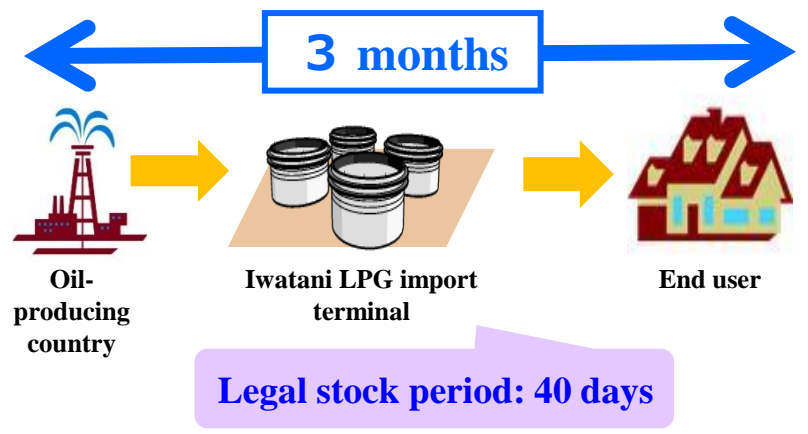 3 months
Oil-
producing
country
Iwatani LPG import
terminal
End user
Legal stock period: 40 days